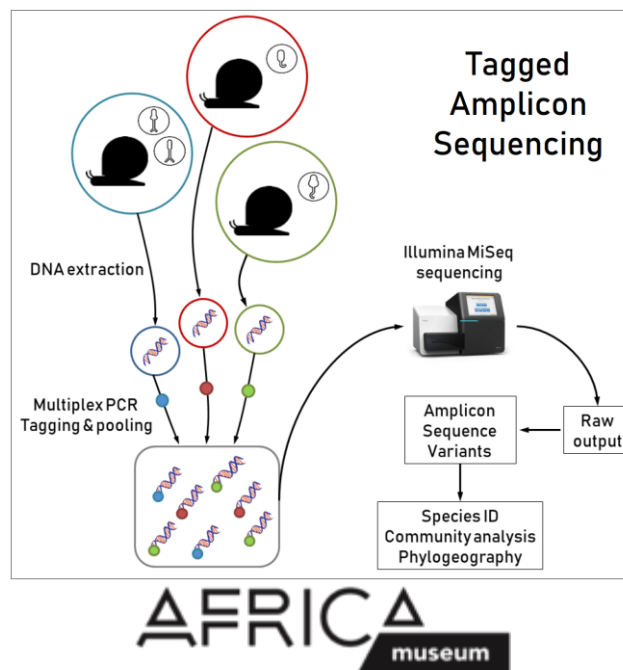 Tagged
Amplicon
Sequencing
DNA extraction
Multiplex PCR
Tagging & pooling
Illumina MiSeq
sequencing
Raw
output
Amplicon
Sequence
Variants
Species ID
Community analysis
Phylogeography
AFRICA
museum